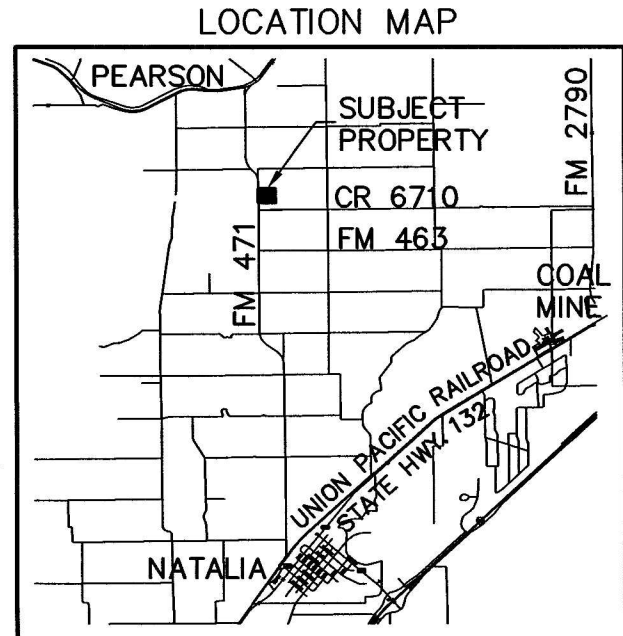 LOCATION MAP
PEARSON
SUBJECT
PROPERTY
FM 2790
CR 6710
FM 463
FM 471
COAL
MINE
UNION PACIFIC RAILROAD
STATE HWY. 132
NATALIA